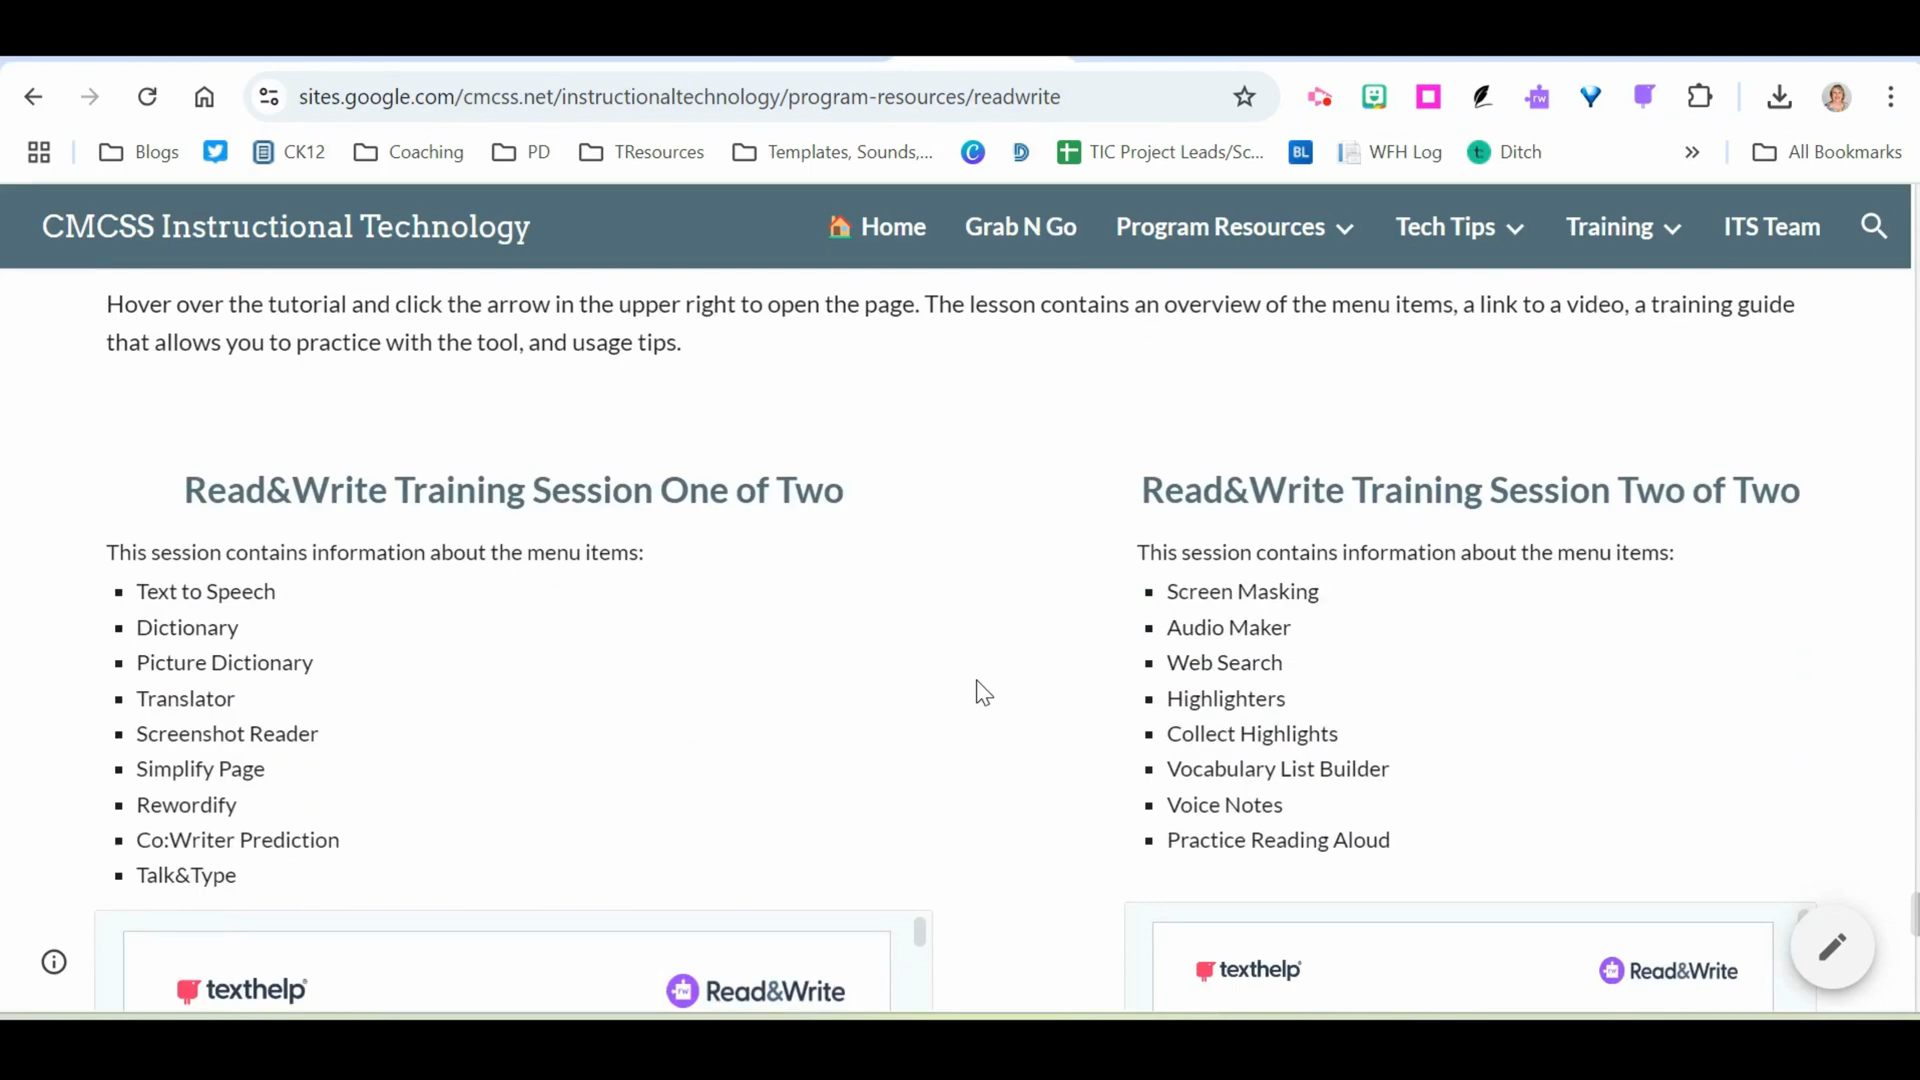 sites.google.com/cmcss.net/instructionaltechnology/program-resources/readwrite
rw
Blogs
CK12
Coaching
PD
TResources
Templates, Sounds,...
TIC Project Leads/Sc...
BL
WFH Log
Ditch
All Bookmarks
CMCSS Instructional Technology
Home
Grab N Go
Program Resources
Tech Tips
Training
ITS Team
Hover over the tutorial and click the arrow in the upper right to open the page. The lesson contains an overview of the menu items, a link to a video, a training guide
that allows you to practice with the tool, and usage tips.
Read&Write Training Session One of Two
This session contains information about the menu items:
Text to Speech
Dictionary
Picture Dictionary
Translator
Screenshot Reader
Simplify Page
Rewordify
Co:Writer Prediction
Talk&Type
texthelp
rw
Read&Write
Read&Write Training Session Two of Two
This session contains information about the menu items:
Screen Masking
Audio Maker
Web Search
Highlighters
Collect Highlights
Vocabulary List Builder
Voice Notes
Practice Reading Aloud
texthelp
rw
Read&Write